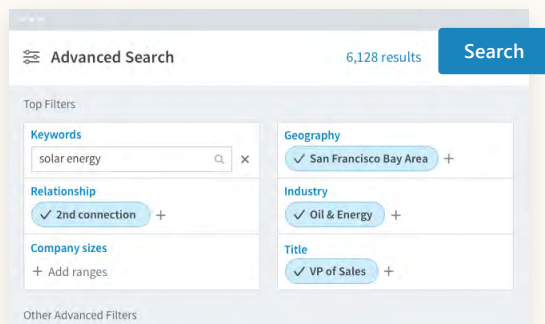 Advanced Search
6,128 results
Search
Top Filters
Keywords
solar energy
Relationship
2nd connection
Company sizes
+ Add ranges
Geography
San Francisco Bay Area
Industry
Oil & Energy
Title
VP of Sales
Other Advanced Filters